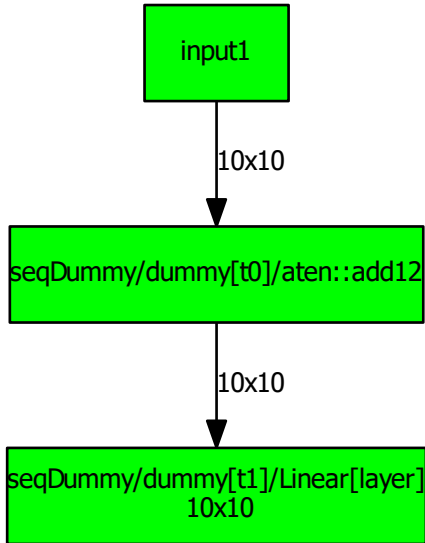 input1
10x10
seqDummy/dummy[t0]/aten::add12
10x10
seqDummy/dummy[t1]/Linear[layer]
10x10